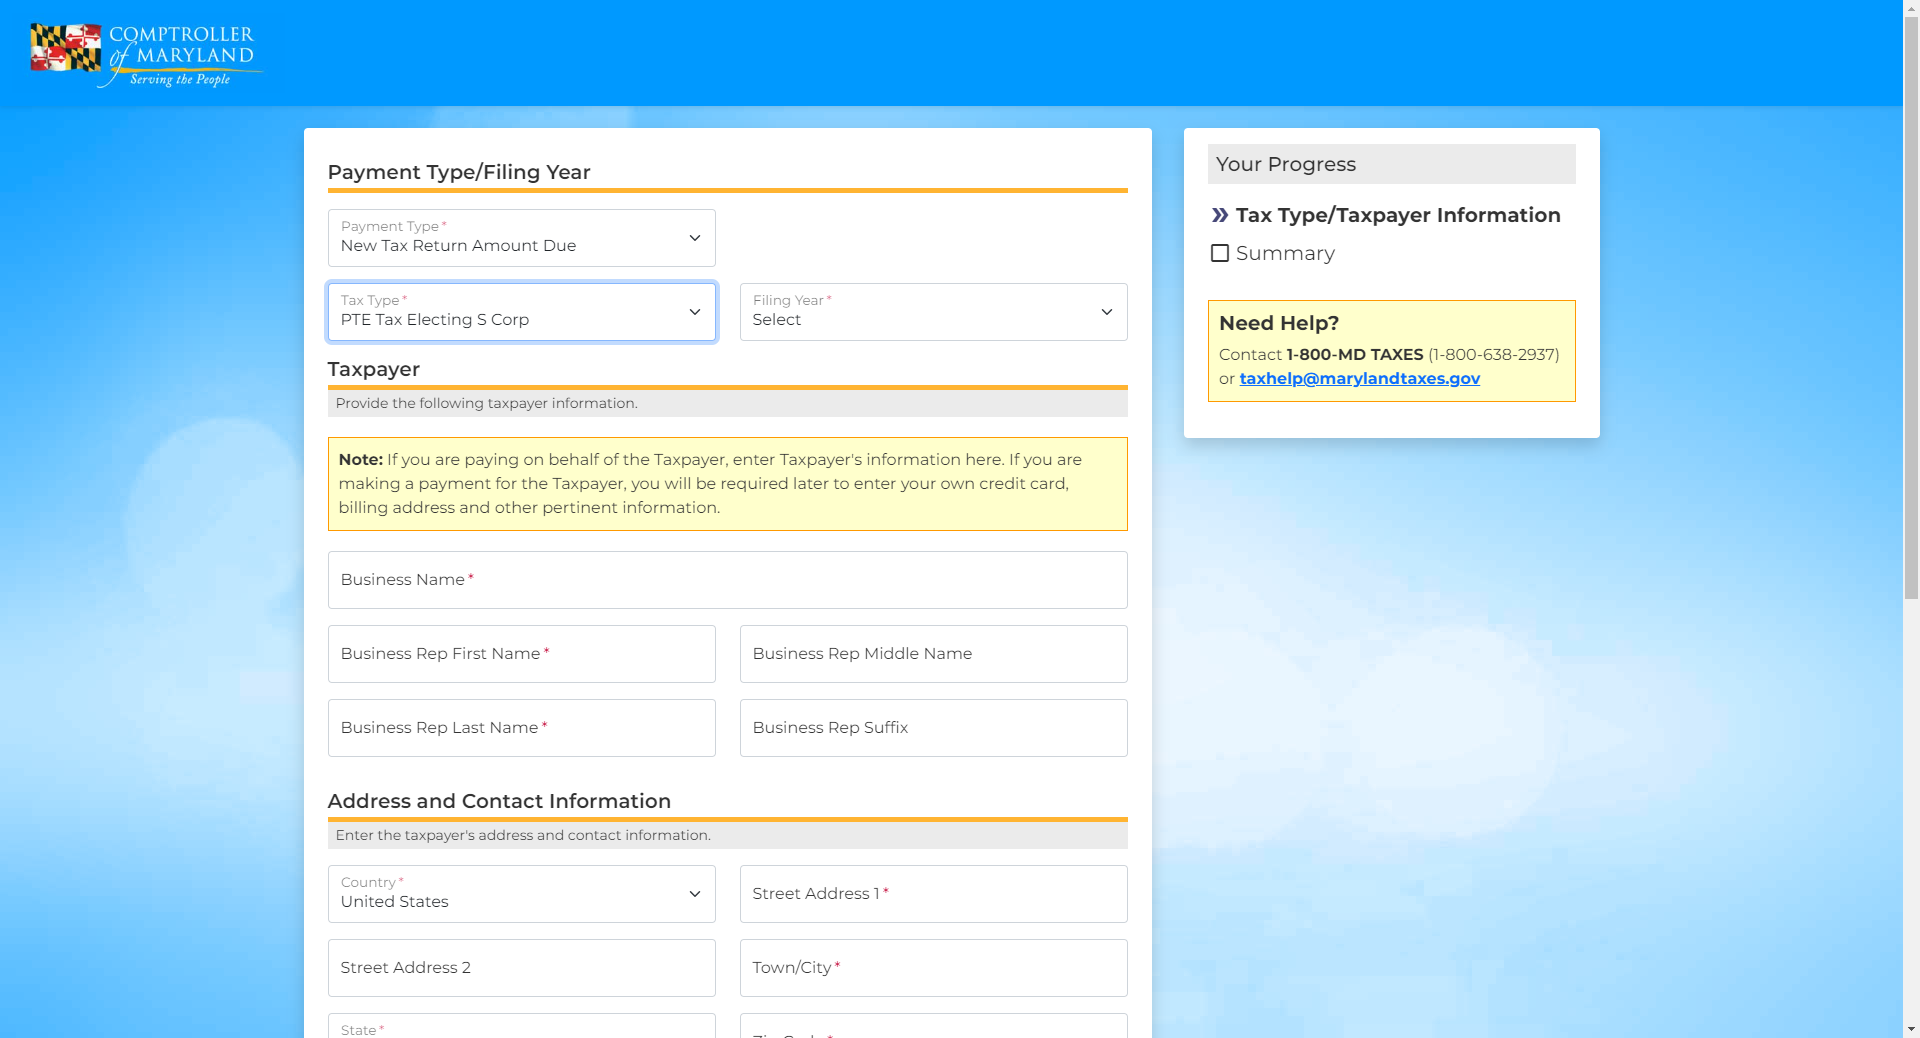 COMPTROLLER
of MARYLAND
Serving the People
Payment Type/Filing Year
Payment Type *
New Tax Return Amount Due
Tax Type *
PTE Tax Electing S Corp
Filing Year *
Select
Taxpayer
Provide the following taxpayer information.
Note: If you are paying on behalf of the Taxpayer, enter Taxpayer's information here. If you are
making a payment for the Taxpayer, you will be required later to enter your own credit card,
billing address and other pertinent information.
Business Name *
Business Rep First Name *
Business Rep Middle Name
Business Rep Last Name *
Business Rep Suffix
Address and Contact Information
Enter the taxpayer's address and contact information.
Country *
United States
Street Address 1 *
Street Address 2
Town/City *
State *
Your Progress
Tax Type/Taxpayer Information
Summary
Need Help?
Contact 1-800-MD TAXES (1-800-638-2937)
or taxhelp@marylandtaxes.gov